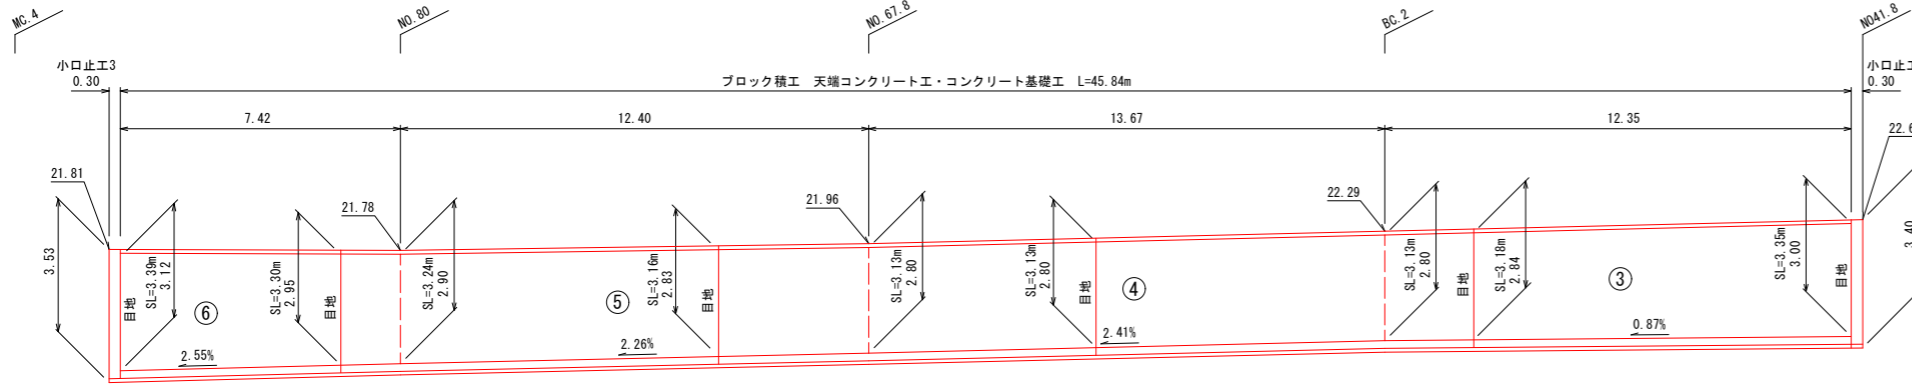 MC.4
NO.80
NO.67.8
BC.2
NO41.8
小口止工3
0.30
ブロック積工 天端コンクリート工・コンクリート基礎工 L=45.84m
小口止工
0.30
7.42
12.40
13.67
12.35
21.81
21.78
21.96
22.29
22.6
3.53
目地
SL=3.39m
3.12
⑥
SL=3.30m
2.95
目地
SL=3.24m
2.90
⑤
SL=3.16m
2.83
目地
SL=3.13m
2.80
SL=3.13m
2.80
目地
④
SL=3.13m
2.80
目地
SL=3.18m
2.84
③
SL=3.35m
3.00
目地
3.40
2.55%
2.26%
2.41%
0.87%